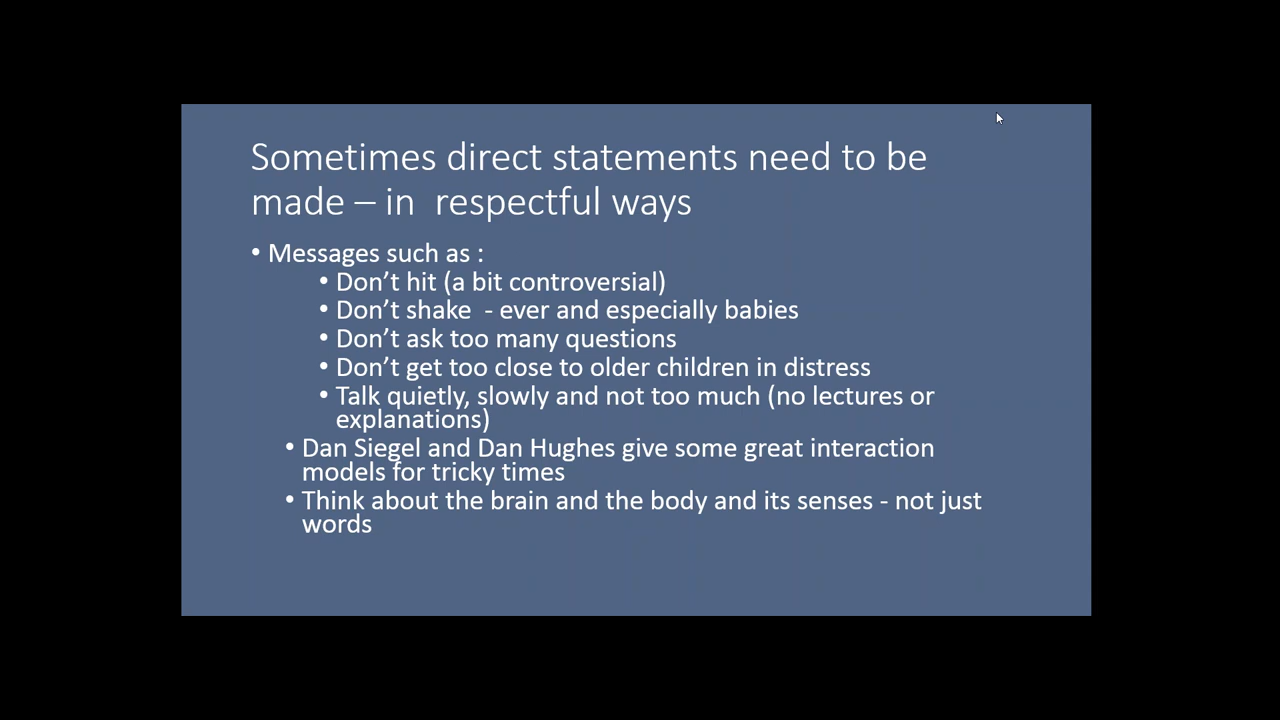 Sometimes direct statements need to be
made – in  respectful ways
• Messages such as :
• Don’t hit (a bit controversial)
• Don’t shake  - ever and especially babies
• Don’t ask too many questions
• Don’t get too close to older children in distress
• Talk quietly, slowly and not too much (no lectures or
explanations)
• Dan Siegel and Dan Hughes give some great interaction
models for tricky times
• Think about the brain and the body and its senses - not just
words